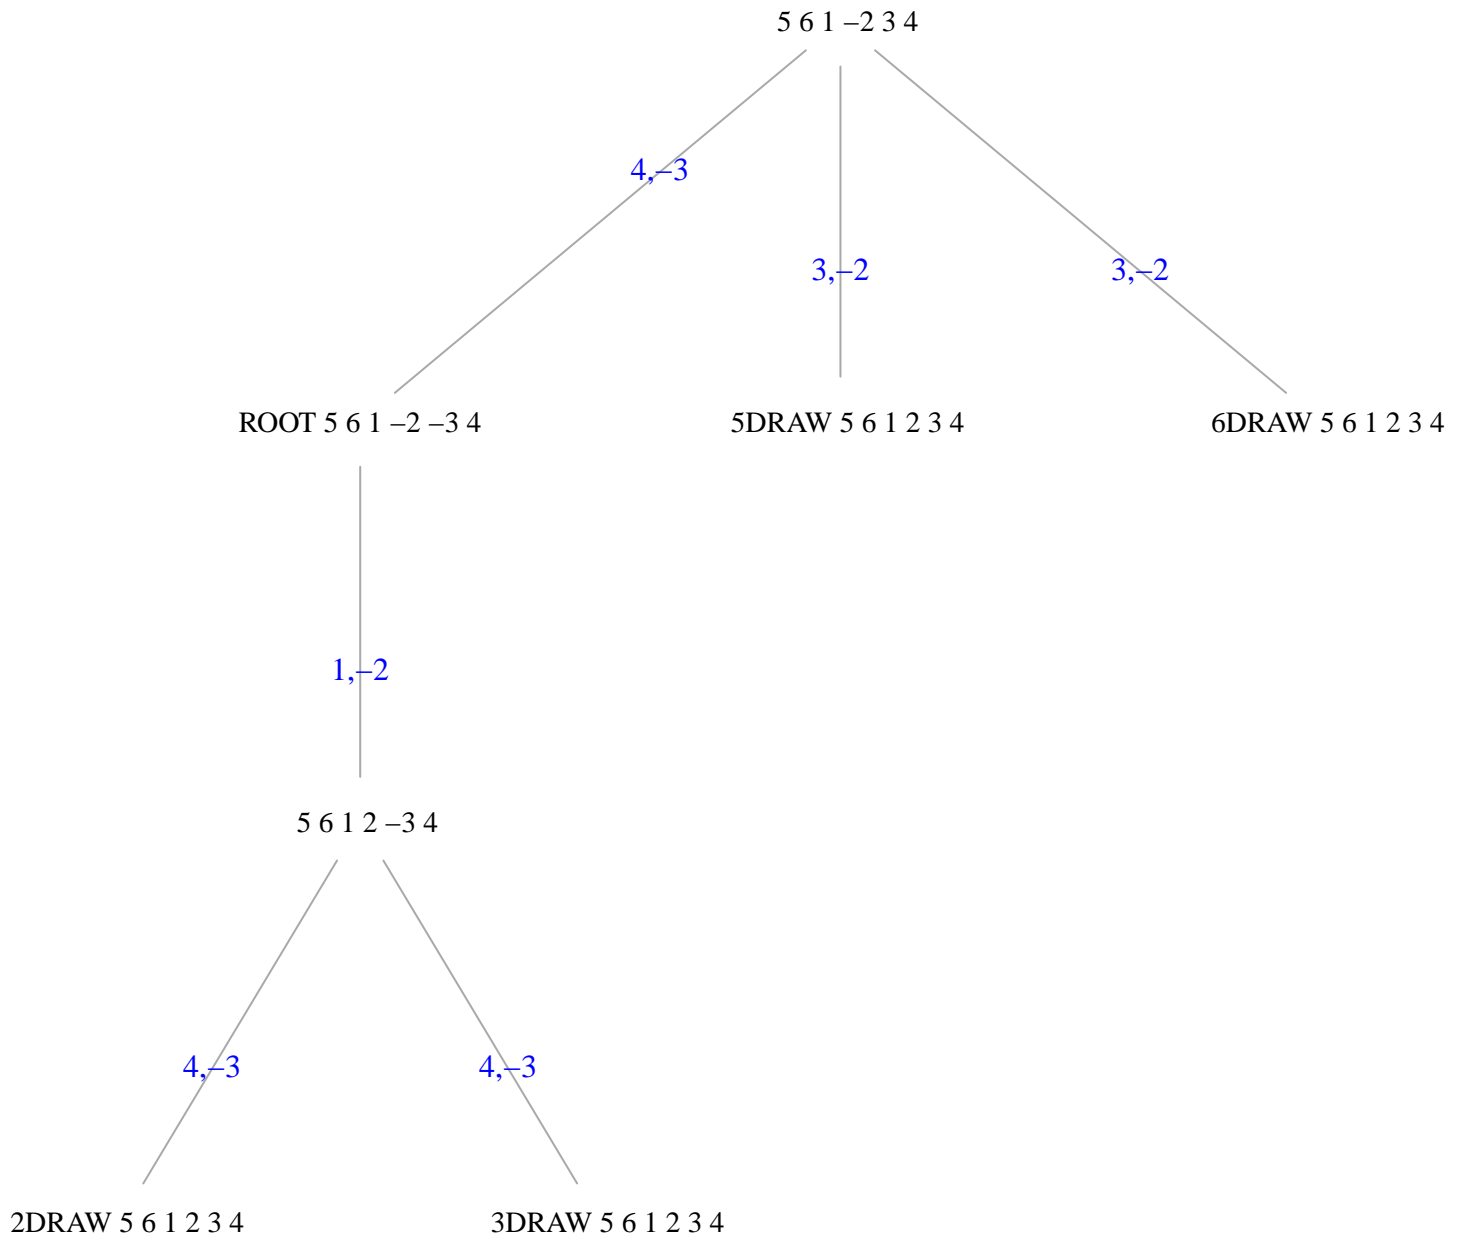 5 6 1 –2 3 4
4,–3
3,–2
3,–2
ROOT 5 6 1 –2 –3 4
5DRAW 5 6 1 2 3 4
6DRAW 5 6 1 2 3 4
1,–2
5 6 1 2 –3 4
4,–3
4,–3
2DRAW 5 6 1 2 3 4
3DRAW 5 6 1 2 3 4